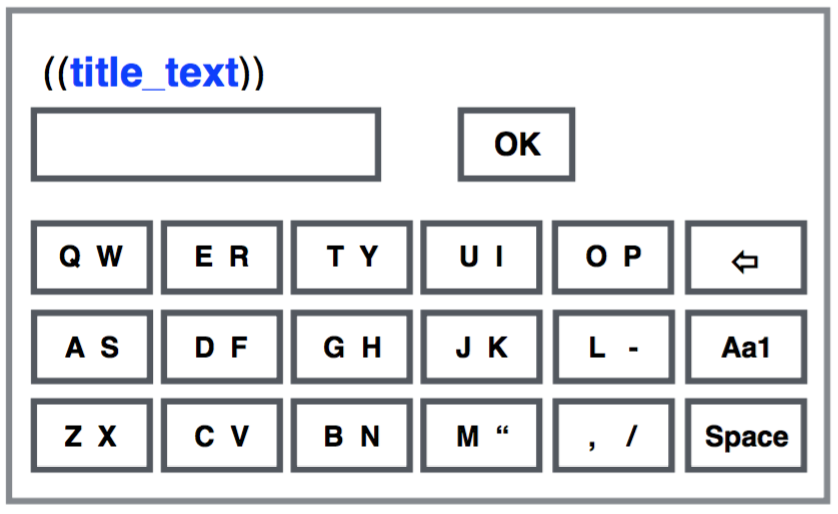 ((title_text))
OK
Q W E R T Y U I O P ⇦
A S D F G H J K L - Aa1
Z X C V B N M “ , / Space